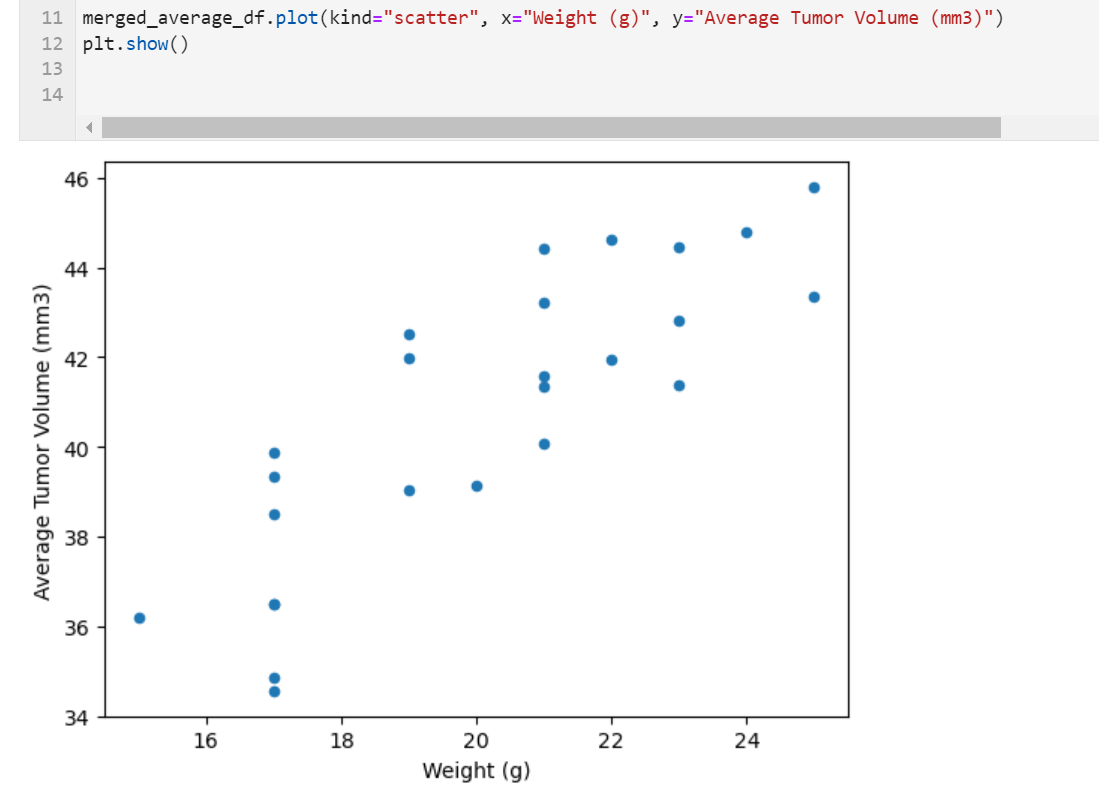 11 merged_average_df.plot(kind="scatter", x="Weight (g)", y="Average Tumor Volume (mm3)")
12 plt.show()
13
14
46
44
42
40
38
36
34
Average Tumor Volume (mm3)
16 18 20 22 24
Weight (g)